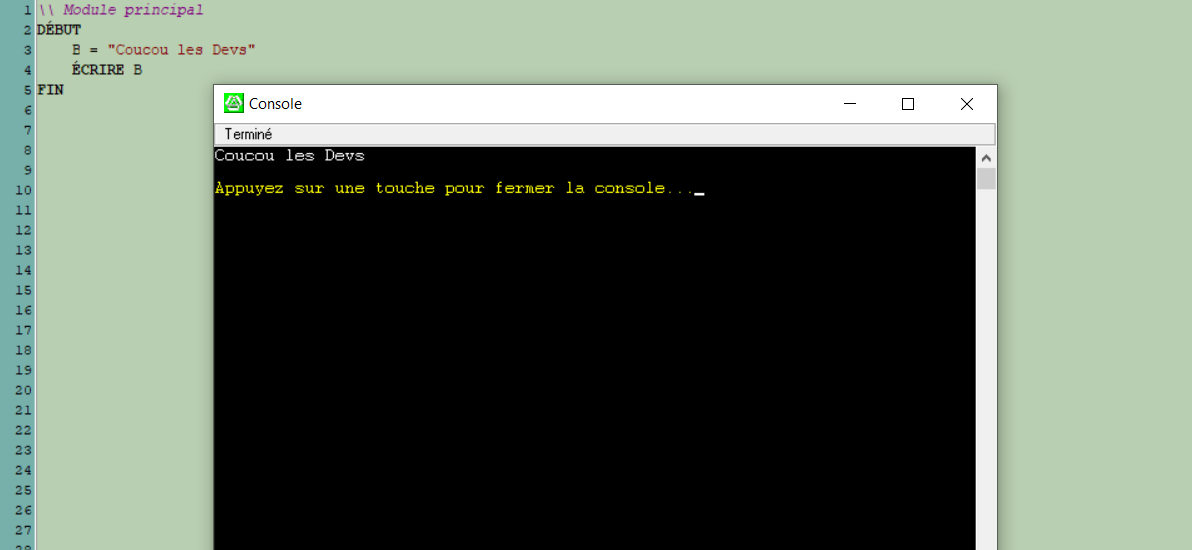 1 \\ Module principal
2 DÉBUT
3 B = "Coucou les Devs"
4 ÉCRIRE B
5 FIN
6
7
8
9
10
11
12
13
14
15
16
17
18
19
20
21
22
23
24
25
26
27
28
Console
Terminé
Coucou les Devs
Appuyez sur une touche pour fermer la console...